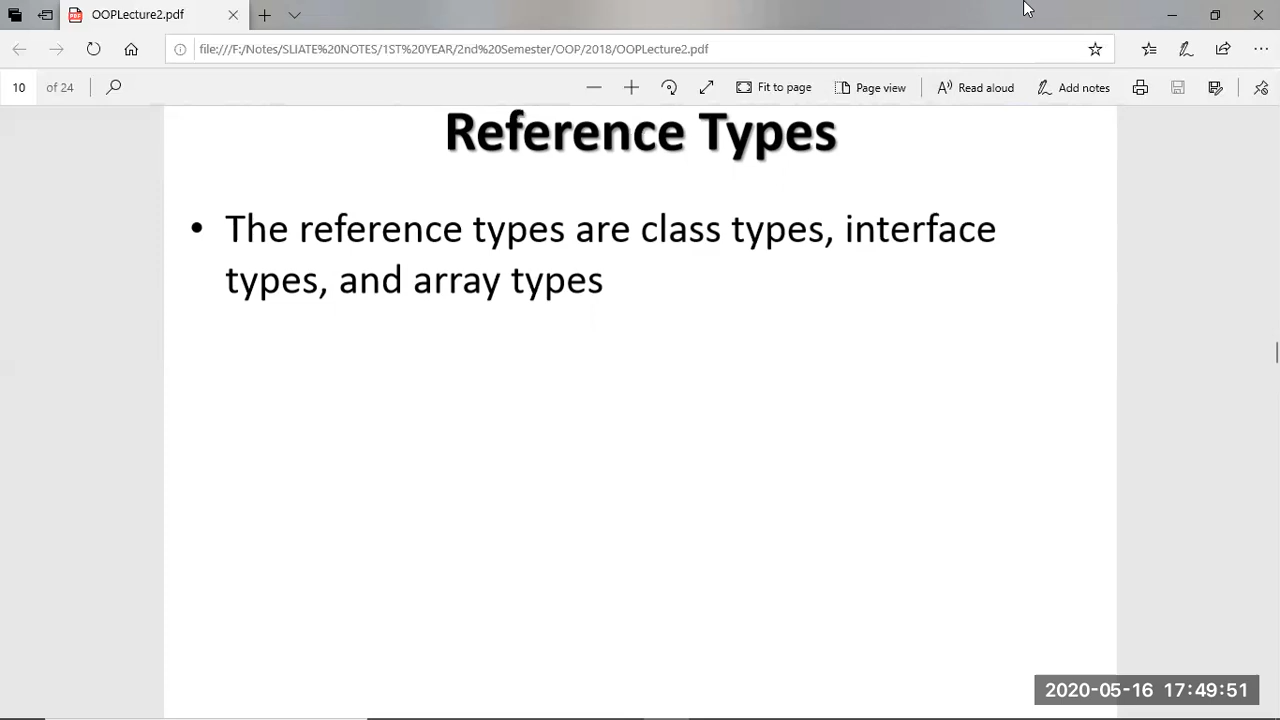 OOPLecture2.pdf
file:///F:/Notes/SLIATE%20NOTES/1ST%20YEAR/2nd%20Semester/OOP/2018/OOPLecture2.pdf
10 of 24 Fit to page Page view Read aloud Add notes
Reference Types
• The reference types are class types, interface
types, and array types
2020-05-16 17:49:51